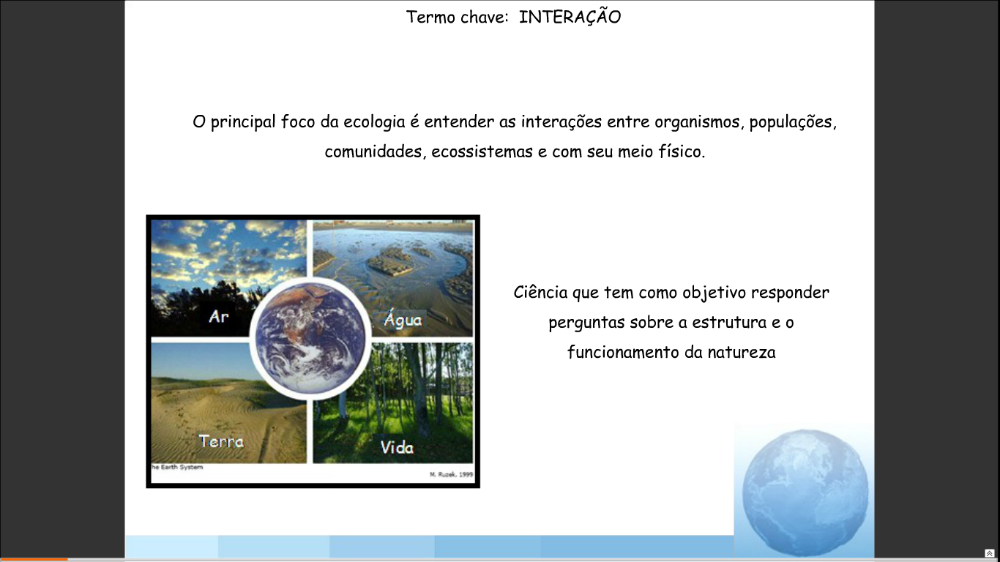 Termo chave:  INTERAÇÃO
O principal foco da ecologia é entender as interações entre organismos, populações,
comunidades, ecossistemas e com seu meio físico.
Ar
Água
Terra
Vida
he Earth System
M. Ruzek, 1999
Ciência que tem como objetivo responder
perguntas sobre a estrutura e o
funcionamento da natureza